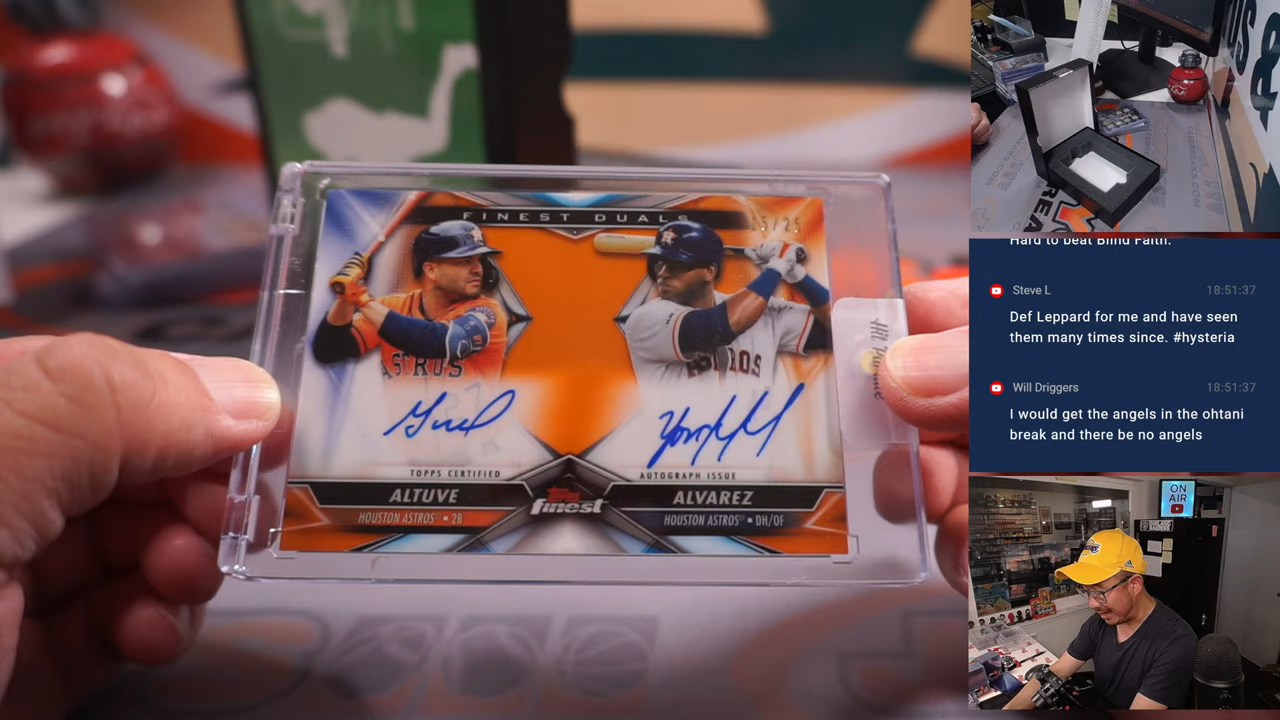 FINEST DUALS
5/25
ASTROS
TOPPS CERTIFIED
AUTOGRAPH ISSUE
ALTUVE
HOUSTON ASTROS • 2B
Topps
finest
ALVAREZ
HOUSTON ASTROS • DH/OF
Hard to beat Blind Faith.
Steve L
18:51:37
Def Leppard for me and have seen
them many times since. #hysteria
Will Driggers
18:51:37
I would get the angels in the ohtani
break and there be no angels
ON
AIR